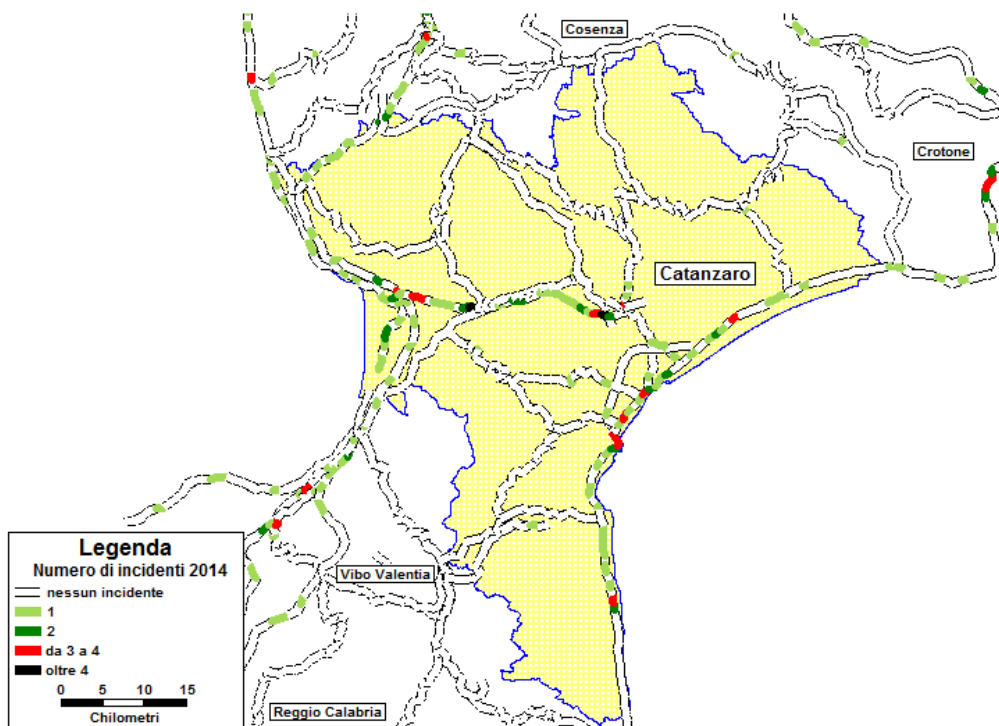 Cosenza
Crotone
Catanzaro
Vibo Valentia
Reggio Calabria
Legenda
Numero di incidenti 2014
nessun incidente
1
2
da 3 a 4
oltre 4
0 5 10 15
Chilometri